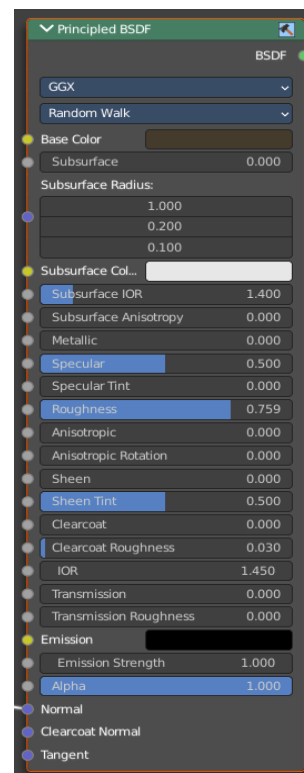 Principled BSDF
BSDF
GGX
Random Walk
Base Color
Subsurface 0.000
Subsurface Radius:
1.000
0.200
0.100
Subsurface Col...
Subsurface IOR 1.400
Subsurface Anisotropy 0.000
Metallic 0.000
Specular 0.500
Specular Tint 0.000
Roughness 0.759
Anisotropic 0.000
Anisotropic Rotation 0.000
Sheen 0.000
Sheen Tint 0.500
Clearcoat 0.000
Clearcoat Roughness 0.030
IOR 1.450
Transmission 0.000
Transmission Roughness 0.000
Emission
Emission Strength 1.000
Alpha 1.000
Normal
Clearcoat Normal
Tangent